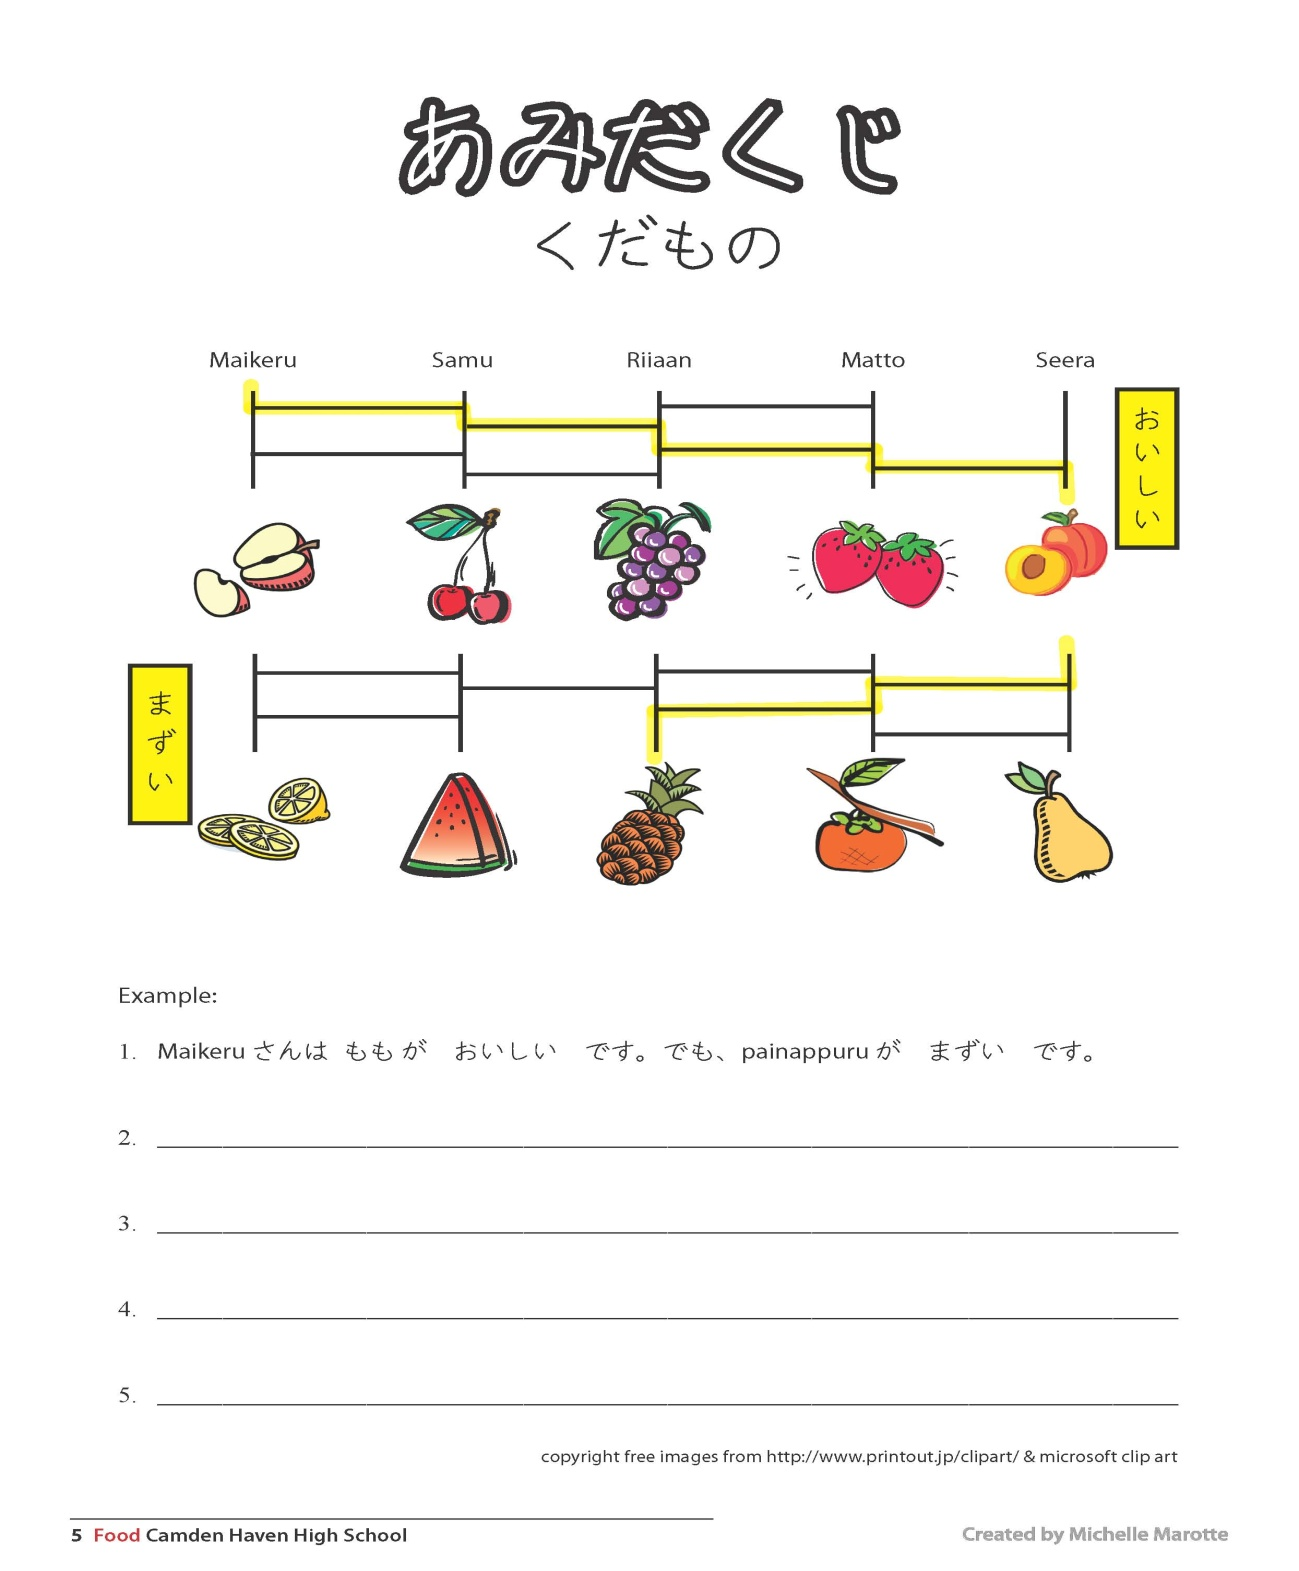 あみだくじ
くだもの
Maikeru Samu Riiaan Matto Seera
おいしい
まずい
Example:
1. Maikeru さんは ももが おいしい です。でも、painappuru が まずい です。
2.
3.
4.
5.
copyright free images from http://www.printout.jp/clipart/ & microsoft clip art
5 Food Camden Haven High School
Created by Michelle Marotte